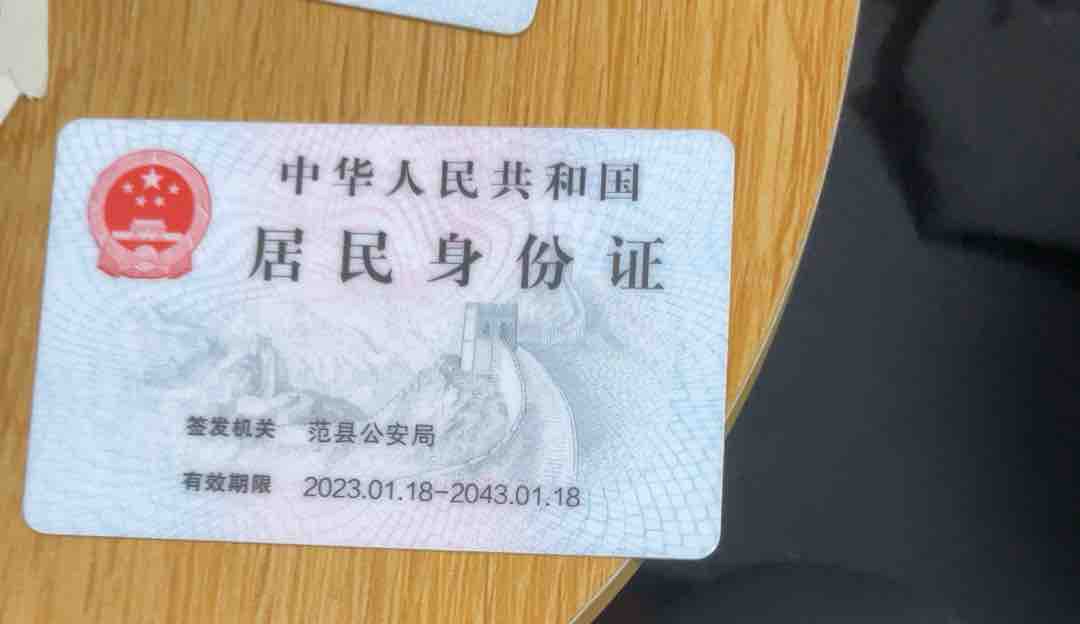 中华人民共和国
居民身份证
签发机关 范县公安局
有效期限 2023.01.18-2043.01.18